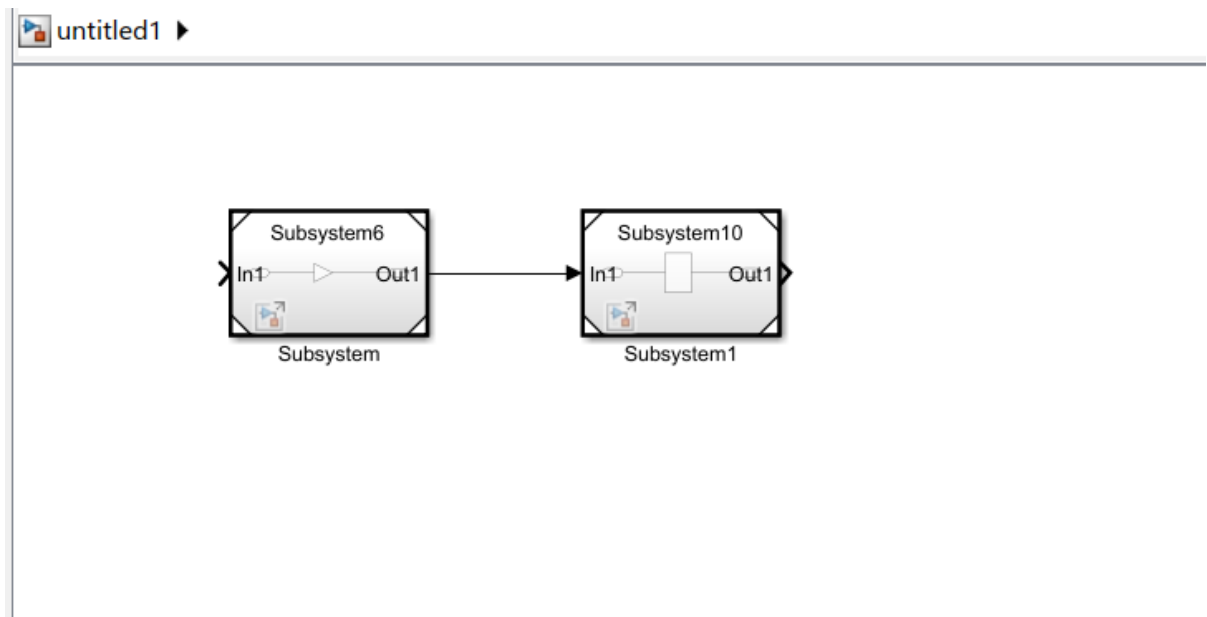 untitled1
Subsystem6
In1
Out1
Subsystem
Subsystem10
In1
Out1
Subsystem1